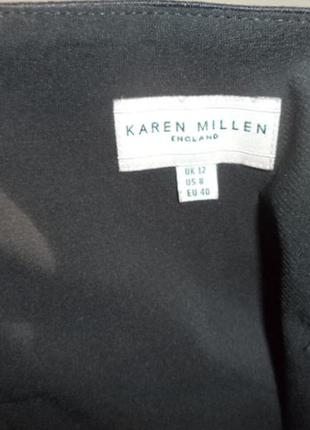 KAREN MILLEN
ENGLAND
UK 12
US 8
EU 40